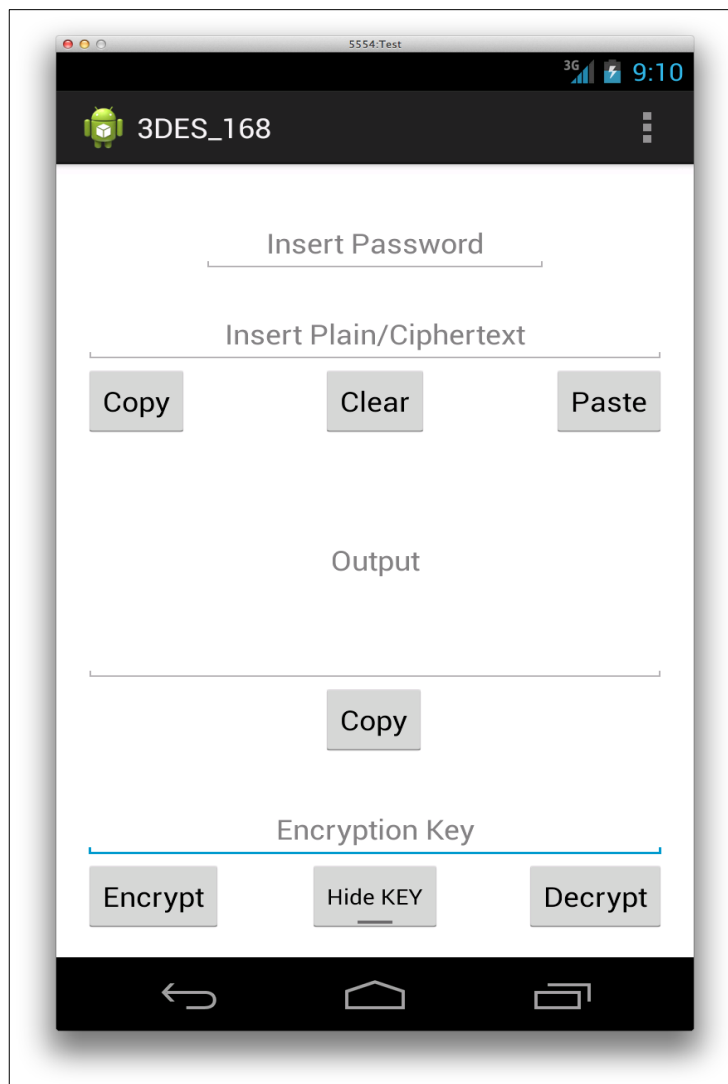 5554:Test
3G 9:10
3DES_168
Insert Password
Insert Plain/Ciphertext
Copy Clear Paste
Output
Copy
Encryption Key
Encrypt Hide KEY Decrypt